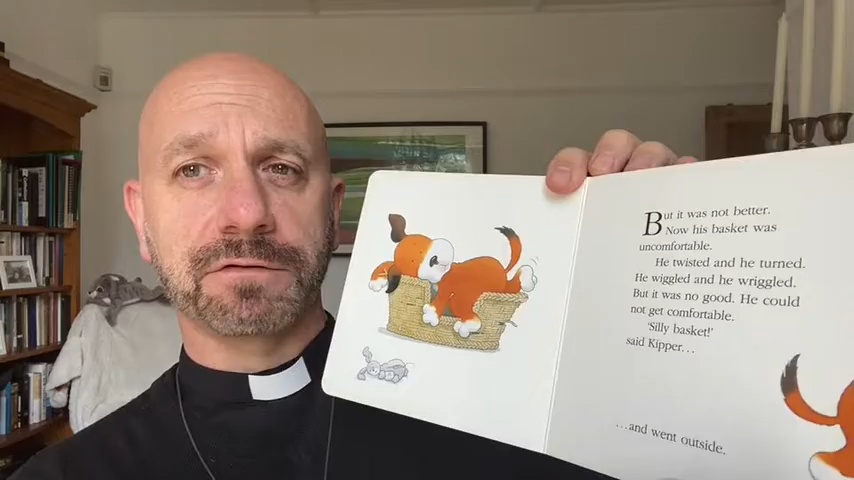 But it was not better.
Now his basket was
uncomfortable.
He twisted and he turned.
He wiggled and he wriggled.
But it was no good. He could
not get comfortable.
'Silly basket!'
said Kipper...
...and went outside.